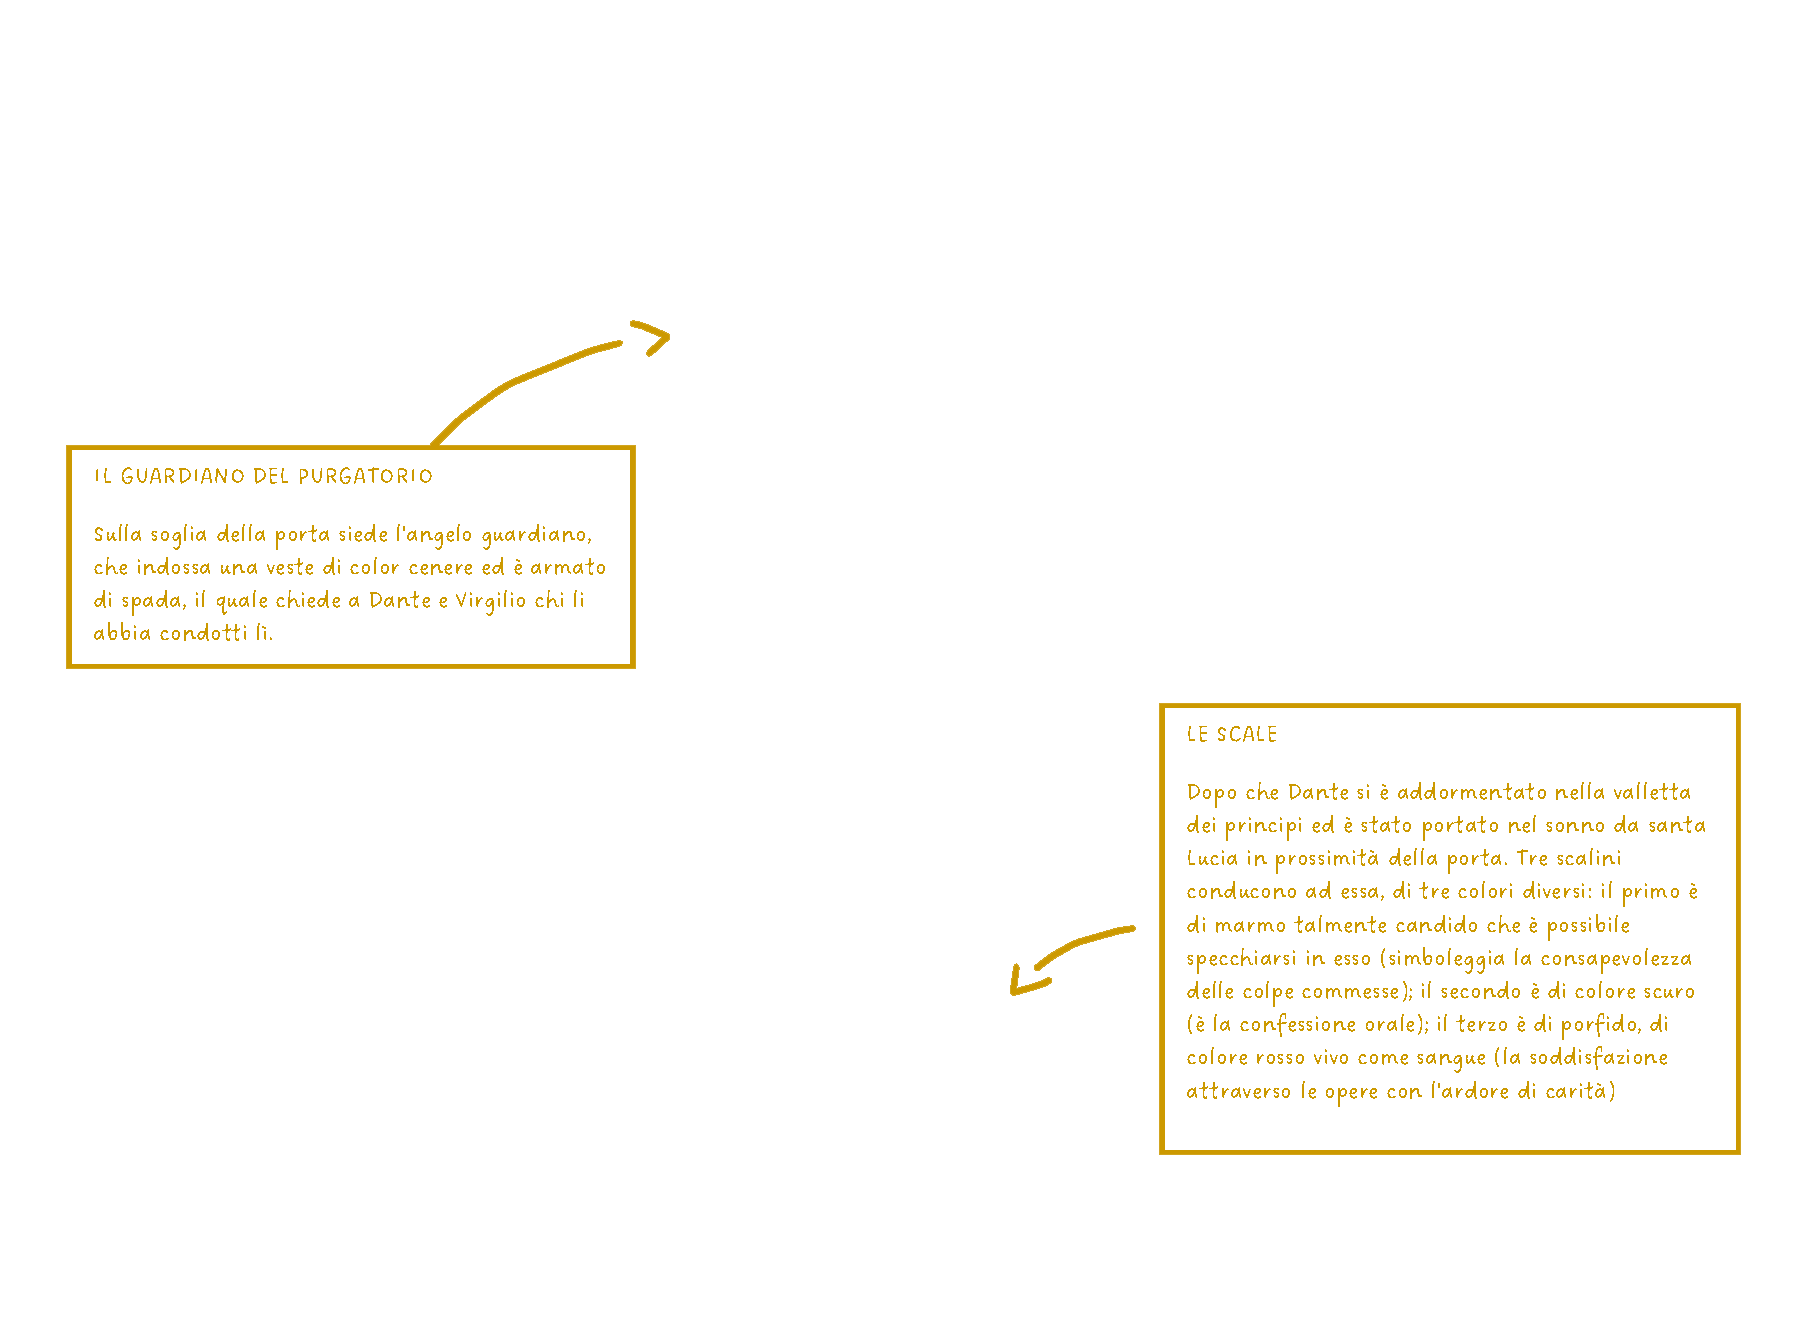 IL GUARDIANO DEL PURGATORIO
Sulla soglia della porta siede l'angelo guardiano,
che indossa una veste di color cenere ed è armato
di spada, il quale chiede a Dante e Virgilio chi li
abbia condotti lì.
LE SCALE
Dopo che Dante si è addormentato nella valletta
dei principi ed è stato portato nel sonno da santa
Lucia in prossimità della porta. Tre scalini
conducono ad essa, di tre colori diversi: il primo è
di marmo talmente candido che è possibile
specchiarsi in esso (simboleggia la consapevolezza
delle colpe commesse); il secondo è di colore scuro
(è la confessione orale); il terzo è di porfido, di
colore rosso vivo come sangue (la soddisfazione
attraverso le opere con l'ardore di carità)